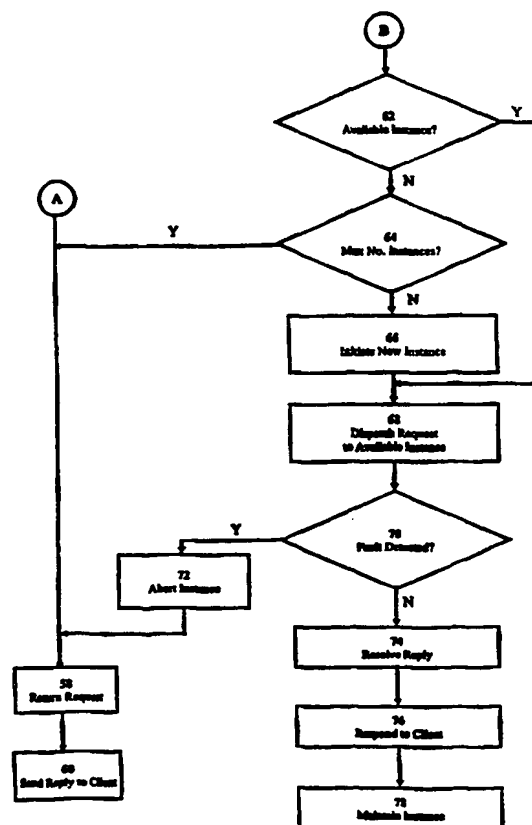 B
62
Available Instance?
Y
N
A
64
Max No. Instances?
Y
N
66
Initiate New Instance
68
Dispatch Request
to Available Instance
70
Fault Detected?
Y
N
72
Abort Instance
74
Receive Reply
58
Return Request
76
Respond to Client
60
Send Reply to Client
78
Maintain Instance